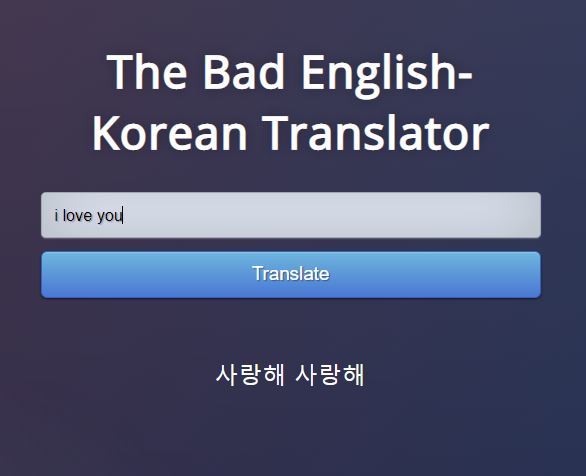 The Bad English-
Korean Translator
i love you
Translate
사랑해 사랑해